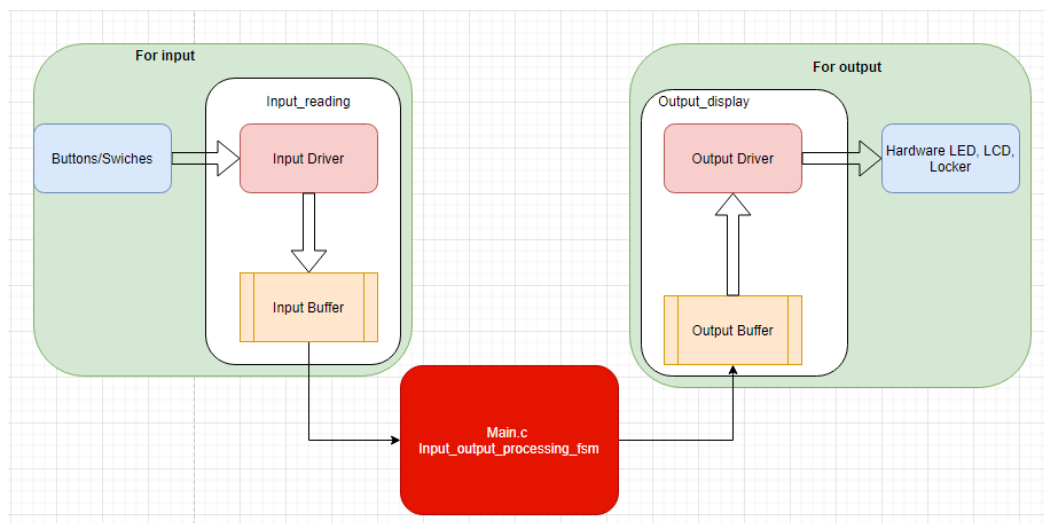 For input
Input_reading
Buttons/Swiches
Input Driver
Input Buffer
Main.c
Input_output_processing_fsm
For output
Output_display
Output Driver
Hardware LED, LCD,
Locker
Output Buffer